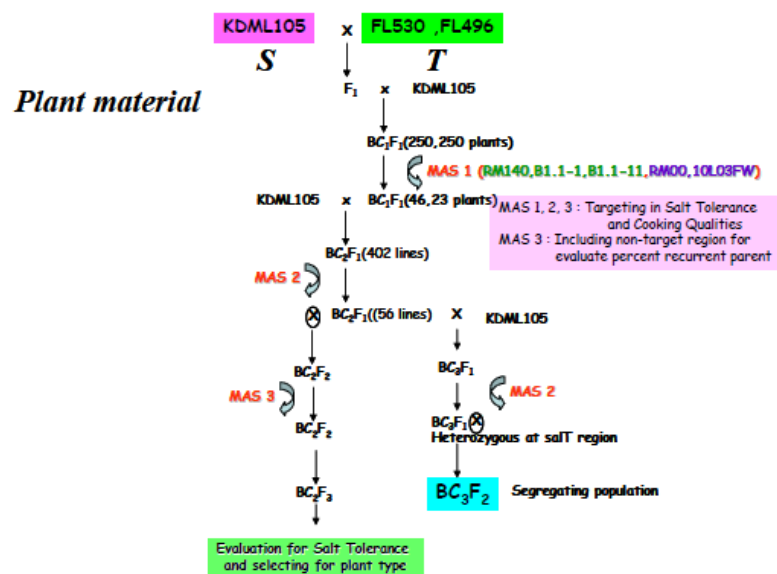 KDML105 x FL530 ,FL496
S T
Plant material
F₁ x KDML105
BC₁F₁(250,250 plants)
MAS 1 (RM140,B1.1-1,B1.1-11,RM00,10L03FW)
KDML105 x BC₁F₁(46,23 plants)
MAS 1, 2, 3 : Targeting in Salt Tolerance
and Cooking Qualities
MAS 3 : Including non-target region for
evaluate percent recurrent parent
BC₂F₁(402 lines)
MAS 2
X BC₂F₁((56 lines) X KDML105
BC₂F₂ BC₃F₁
MAS 3 MAS 2
BC₂F₂ BC₃F₁ X
Heterozygous at salT region
BC₂F₃ BC₃F₂ Segregating population
Evaluation for Salt Tolerance
and selecting for plant type